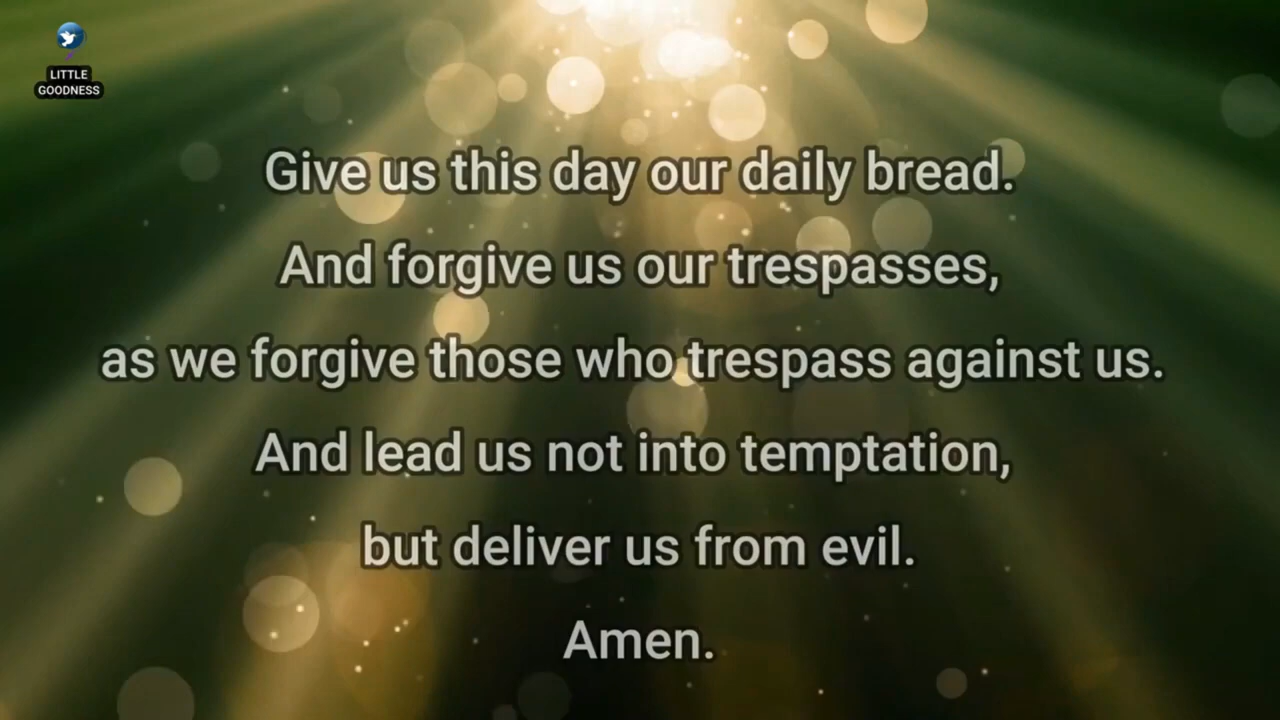 LITTLE
GOODNESS
Give us this day our daily bread.
And forgive us our trespasses,
as we forgive those who trespass against us.
And lead us not into temptation,
but deliver us from evil.
Amen.